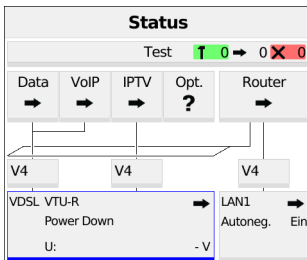 Status
Test 0 0 0
Data VoIP IPTV Opt. Router
?
V4 V4 V4
VDSL VTU-R LAN1
Power Down Autoneg. Ein
U: - V